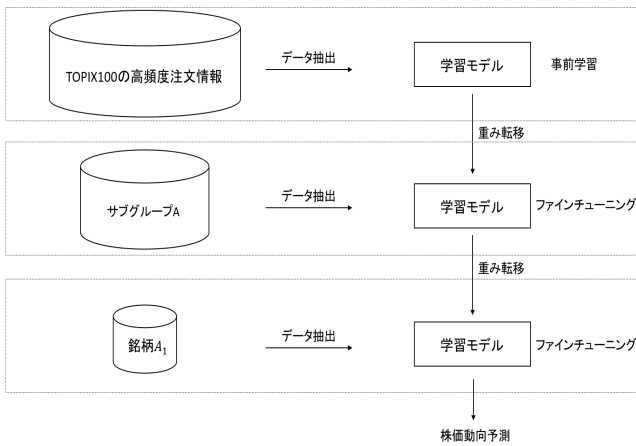 TOPIX100の高頻度注文情報
データ抽出
学習モデル
事前学習
重み転移
サブグループA
データ抽出
学習モデル
ファインチューニング
重み転移
銘柄A₁
データ抽出
学習モデル
ファインチューニング
株価動向予測